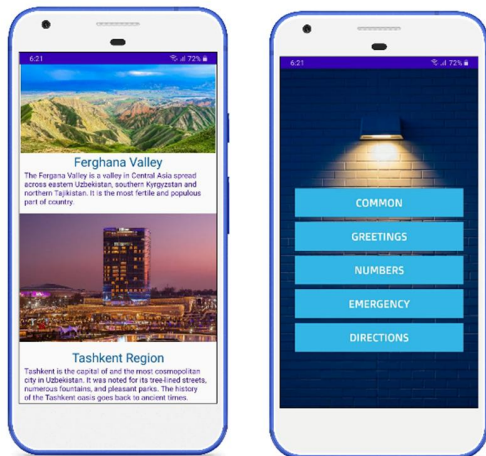 6:21
72%
Ferghana Valley
The Fergana Valley is a valley in Central Asia spread
across eastern Uzbekistan, southern Kyrgyzstan and
northern Tajikistan. It is the most fertile and populous
part of country.
Tashkent Region
Tashkent is the capital of and the most cosmopolitan
city in Uzbekistan. It was noted for its tree-lined streets,
numerous fountains, and pleasant parks. The history
of the Tashkent oasis goes back to ancient times.
6:21
72%
COMMON
GREETINGS
NUMBERS
EMERGENCY
DIRECTIONS